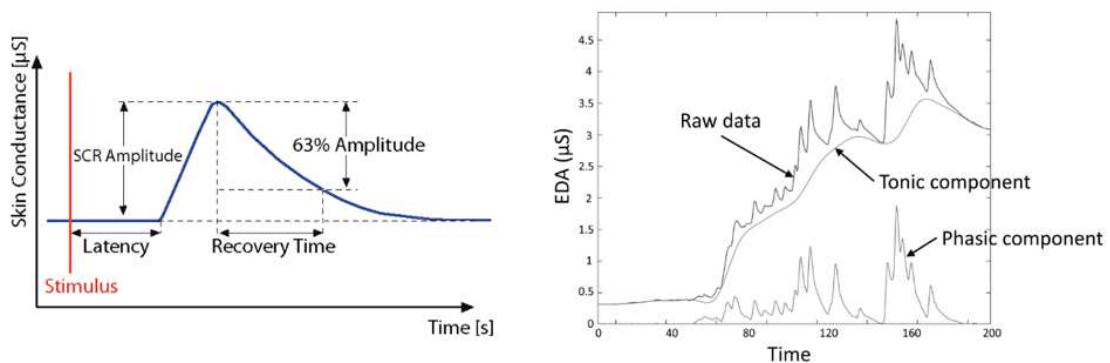 Skin Conductance [µS]
SCR Amplitude
63% Amplitude
Latency
Recovery Time
Stimulus
Time [s]
EDA (µS)
4.5
4
3.5
3
2.5
2
1.5
1
0.5
0
Raw data
Tonic component
Phasic component
0
40
80
120
160
200
Time